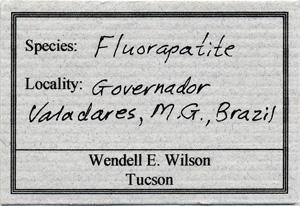 Species: Fluorapatite
Locality: Governador
Valadares, M.G., Brazil
Wendell E. Wilson
Tucson